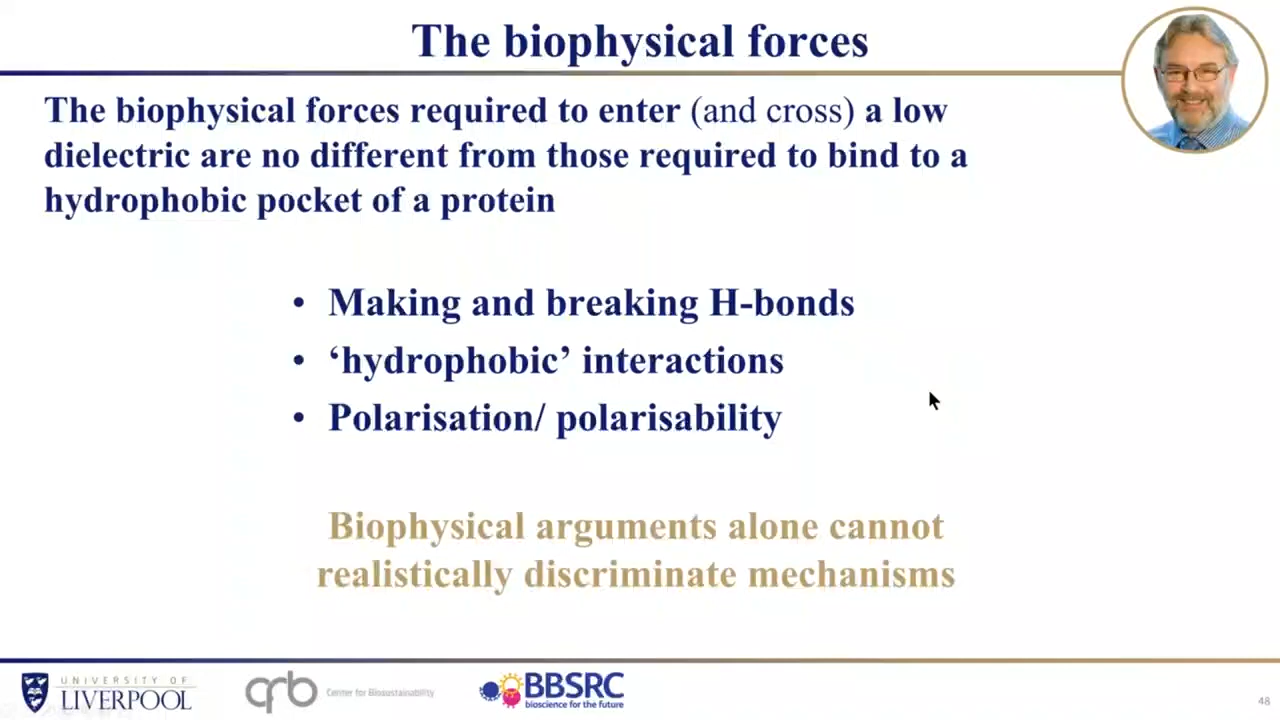 The biophysical forces
The biophysical forces required to enter (and cross) a low
dielectric are no different from those required to bind to a
hydrophobic pocket of a protein
• Making and breaking H-bonds
• ‘hydrophobic’ interactions
• Polarisation/ polarisability
Biophysical arguments alone cannot
realistically discriminate mechanisms
UNIVERSITY OF
LIVERPOOL
Center for Biosustainability
BBSRC
bioscience for the future
48